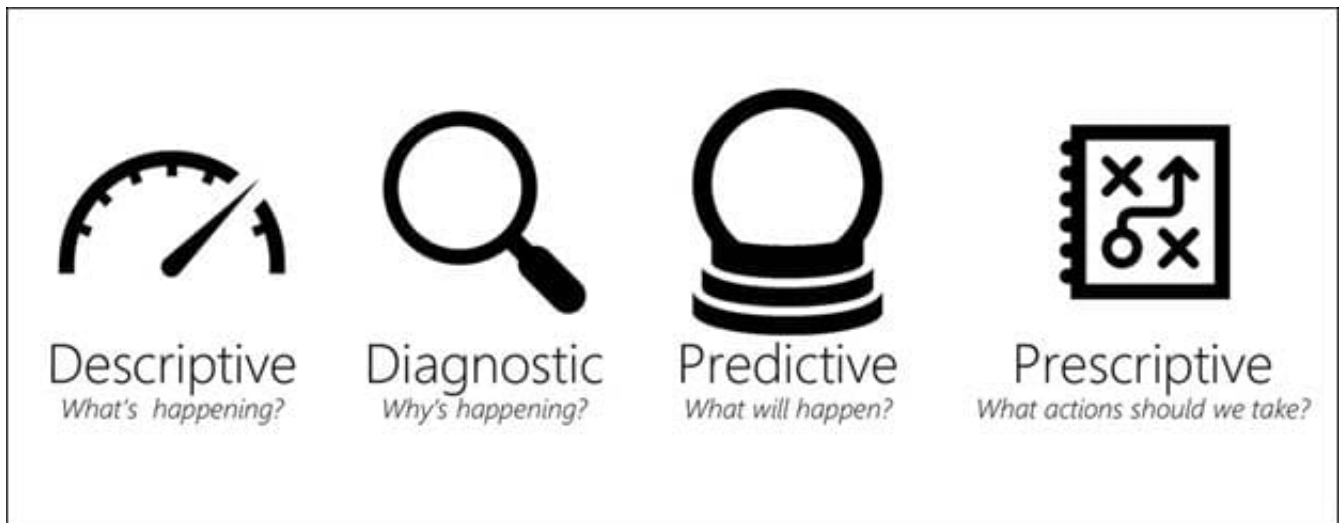 Descriptive
What's happening?
Diagnostic
Why's happening?
Predictive
What will happen?
Prescriptive
What actions should we take?